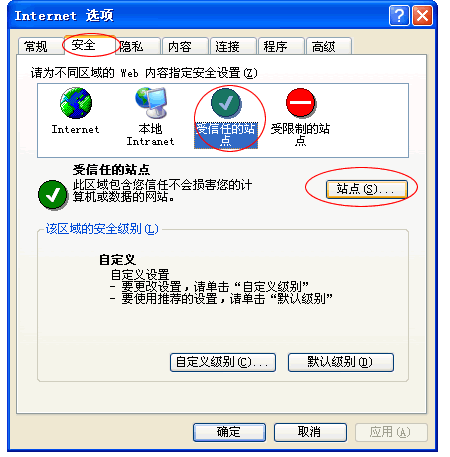 Internet 选项
常规 安全 隐私 内容 连接 程序 高级
请为不同区域的 Web 内容指定安全设置(Z)
Internet
本地
Intranet
受信任的站
点
受限制的站
点
受信任的站点
此区域包含您信任不会损害您的计
算机或数据的网站。
站点(S)...
该区域的安全级别(L)
自定义
自定义设置
- 要更改设置,请单击“自定义级别”
- 要使用推荐的设置,请单击“默认级别”
自定义级别(C)... 默认级别(D)
确定 取消 应用(A)